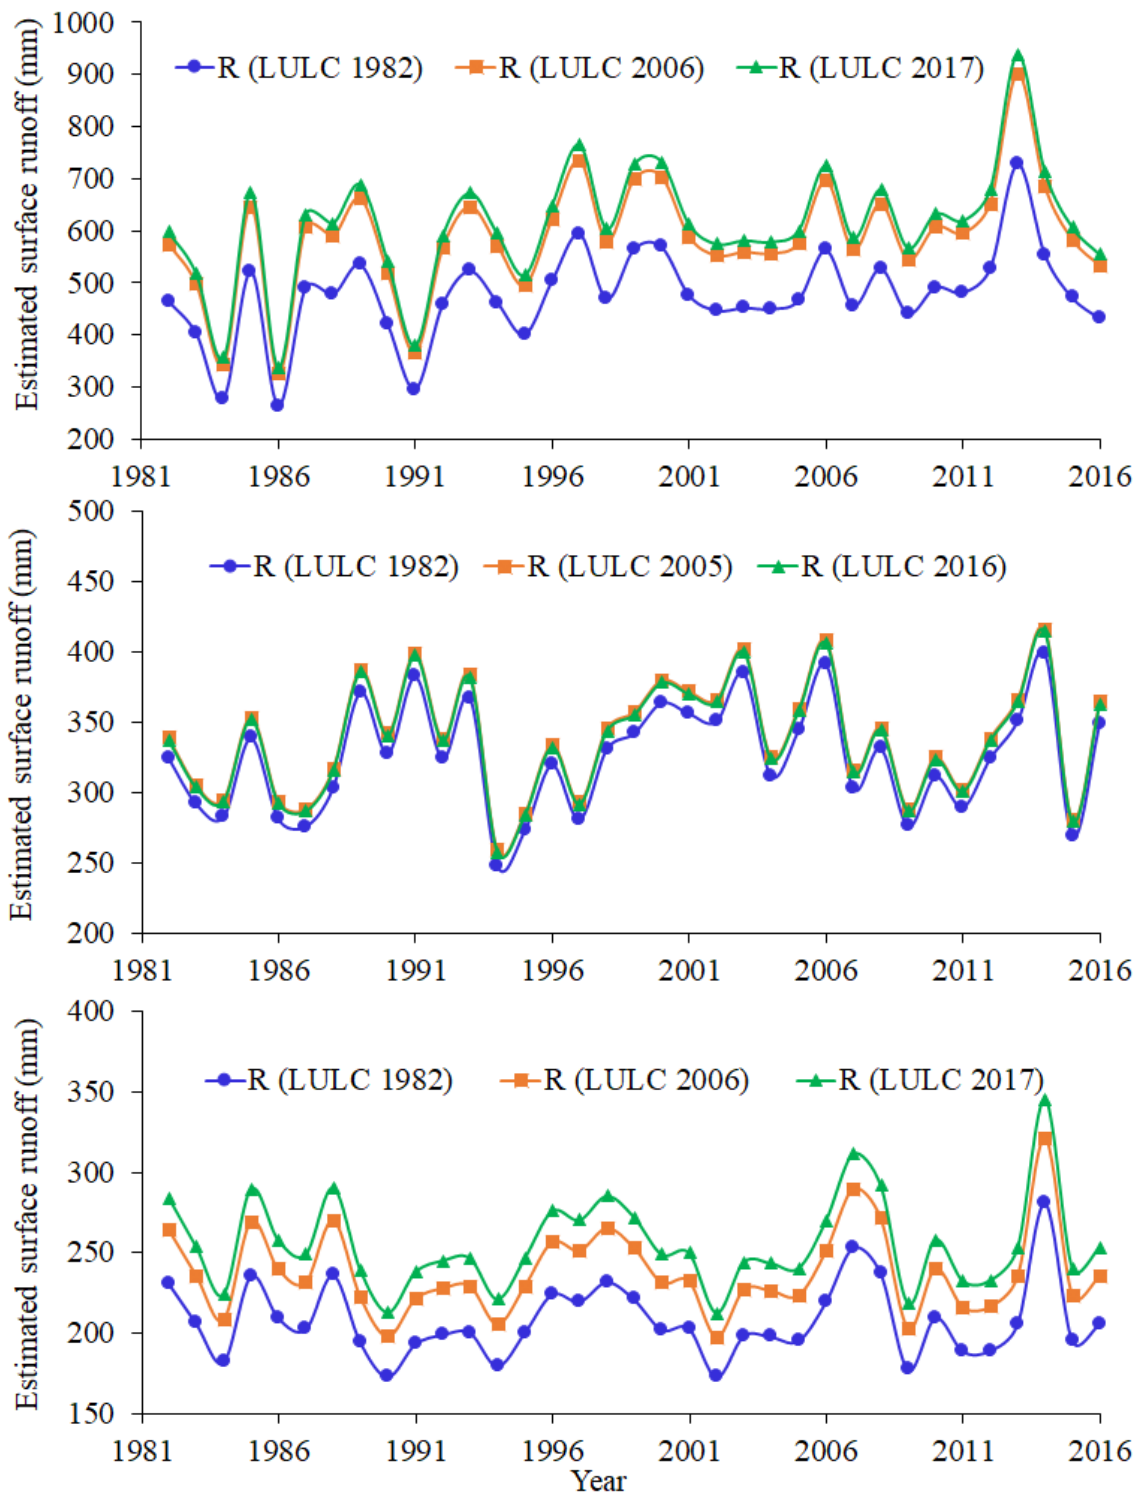 Estimated surface runoff (mm)
1000
900
800
700
600
500
400
300
200
R (LULC 1982) R (LULC 2006) R (LULC 2017)
1981 1986 1991 1996 2001 2006 2011 2016
Estimated surface runoff (mm)
500
450
400
350
300
250
200
R (LULC 1982) R (LULC 2005) R (LULC 2016)
1981 1986 1991 1996 2001 2006 2011 2016
Estimated surface runoff (mm)
400
350
300
250
200
150
R (LULC 1982) R (LULC 2006) R (LULC 2017)
1981 1986 1991 1996 2001 2006 2011 2016
Year